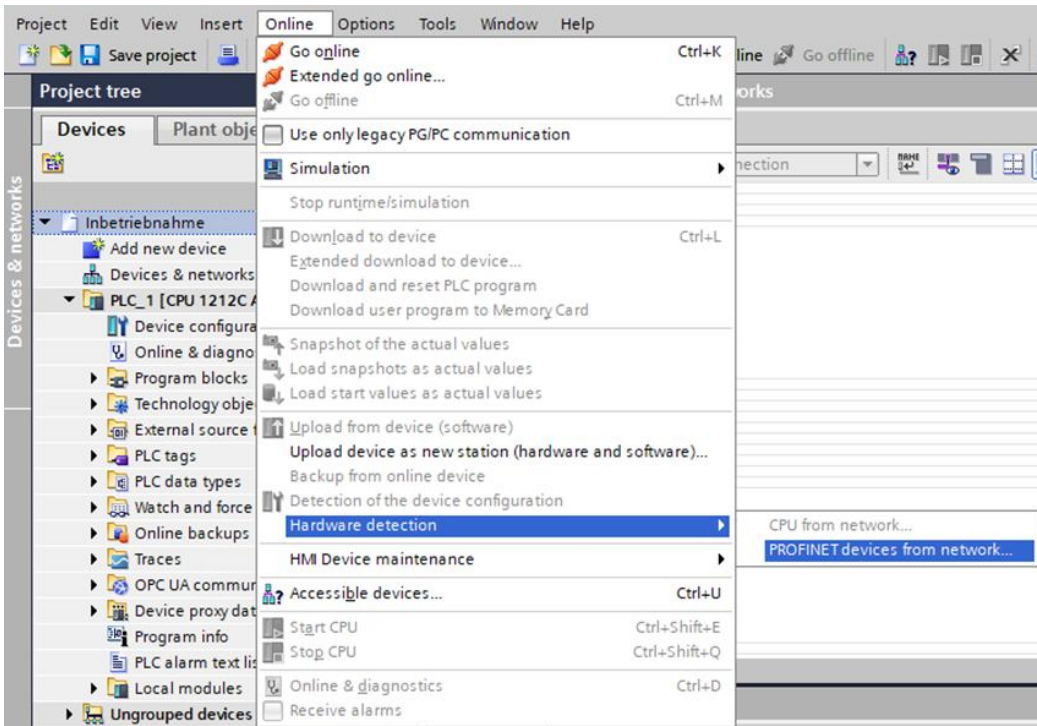 Project Edit View Insert Online Options Tools Window Help
Save project
line Go offline
Project tree
orks
Devices Plant obje
nection
Devices & networks
Inbetriebnahme
Add new device
Devices & networks
PLC_1 [CPU 1212C A
Device configura
Online & diagno
Program blocks
Technology obje
External source f
PLC tags
PLC data types
Watch and force
Online backups
Traces
OPC UA commur
Device proxy dat
Program info
PLC alarm text lis
Local modules
Ungrouped devices
Go online Ctrl+K
Extended go online...
Go offline Ctrl+M
Use only legacy PG/PC communication
Simulation
Stop runtime/simulation
Download to device Ctrl+L
Extended download to device...
Download and reset PLC program
Download user program to Memory Card
Snapshot of the actual values
Load snapshots as actual values
Load start values as actual values
Upload from device (software)
Upload device as new station (hardware and software)...
Backup from online device
Detection of the device configuration
Hardware detection
HMI Device maintenance
Accessible devices... Ctrl+U
Start CPU Ctrl+Shift+E
Stop CPU Ctrl+Shift+Q
Online & diagnostics Ctrl+D
Receive alarms
CPU from network...
PROFINET devices from network...